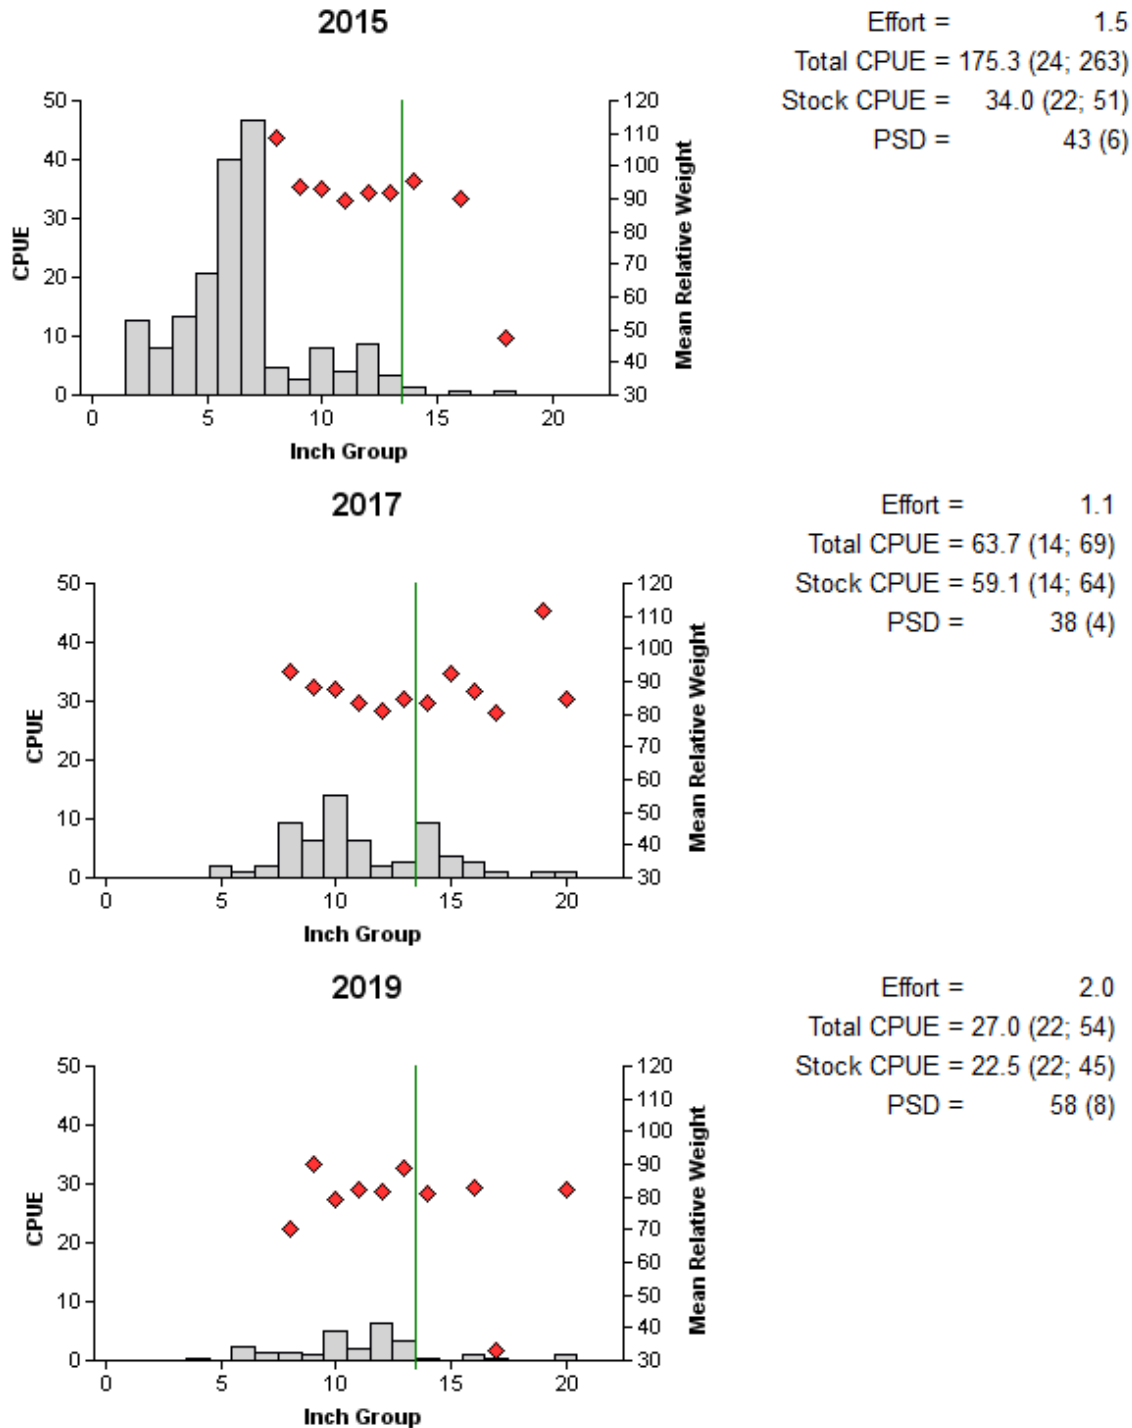 2015
Effort = 1.5
Total CPUE = 175.3 (24; 263)
Stock CPUE = 34.0 (22; 51)
PSD = 43 (6)
50
40
30
20
10
0
CPUE
120
110
100
90
80
70
60
50
40
30
Mean Relative Weight
0 5 10 15 20
Inch Group
2017
Effort = 1.1
Total CPUE = 63.7 (14; 69)
Stock CPUE = 59.1 (14; 64)
PSD = 38 (4)
50
40
30
20
10
0
CPUE
120
110
100
90
80
70
60
50
40
30
Mean Relative Weight
0 5 10 15 20
Inch Group
2019
Effort = 2.0
Total CPUE = 27.0 (22; 54)
Stock CPUE = 22.5 (22; 45)
PSD = 58 (8)
50
40
30
20
10
0
CPUE
120
110
100
90
80
70
60
50
40
30
Mean Relative Weight
0 5 10 15 20
Inch Group